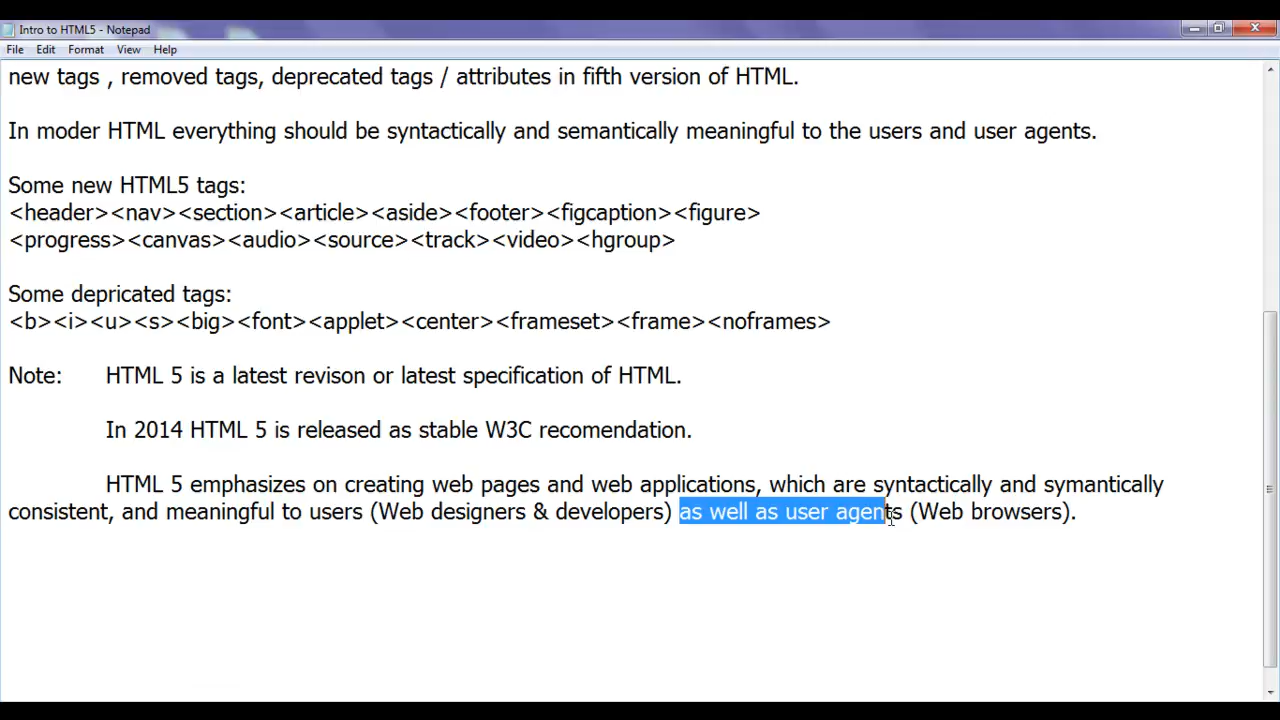 Intro to HTML5 - Notepad
File Edit Format View Help
new tags , removed tags, deprecated tags / attributes in fifth version of HTML.
In moder HTML everything should be syntactically and semantically meaningful to the users and user agents.
Some new HTML5 tags:
<header><nav><section><article><aside><footer><figcaption><figure>
<progress><canvas><audio><source><track><video><hgroup>
Some depricated tags:
<b><i><u><s><big><font><applet><center><frameset><frame><noframes>
Note: HTML 5 is a latest revison or latest specification of HTML.
In 2014 HTML 5 is released as stable W3C recomendation.
HTML 5 emphasizes on creating web pages and web applications, which are syntactically and symantically
consistent, and meaningful to users (Web designers & developers) as well as user agents (Web browsers).